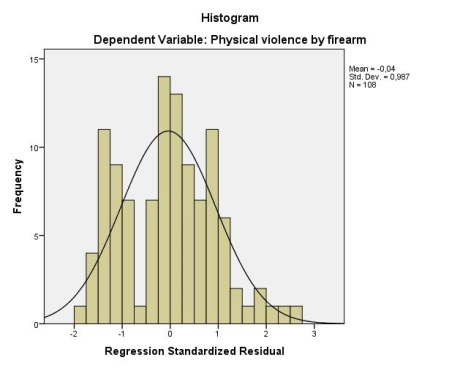 Histogram
Dependent Variable: Physical violence by firearm
Mean = -0,04
Std. Dev. = 0,987
N = 108
15
10
5
0
Frequency
-2 -1 0 1 2 3
Regression Standardized Residual